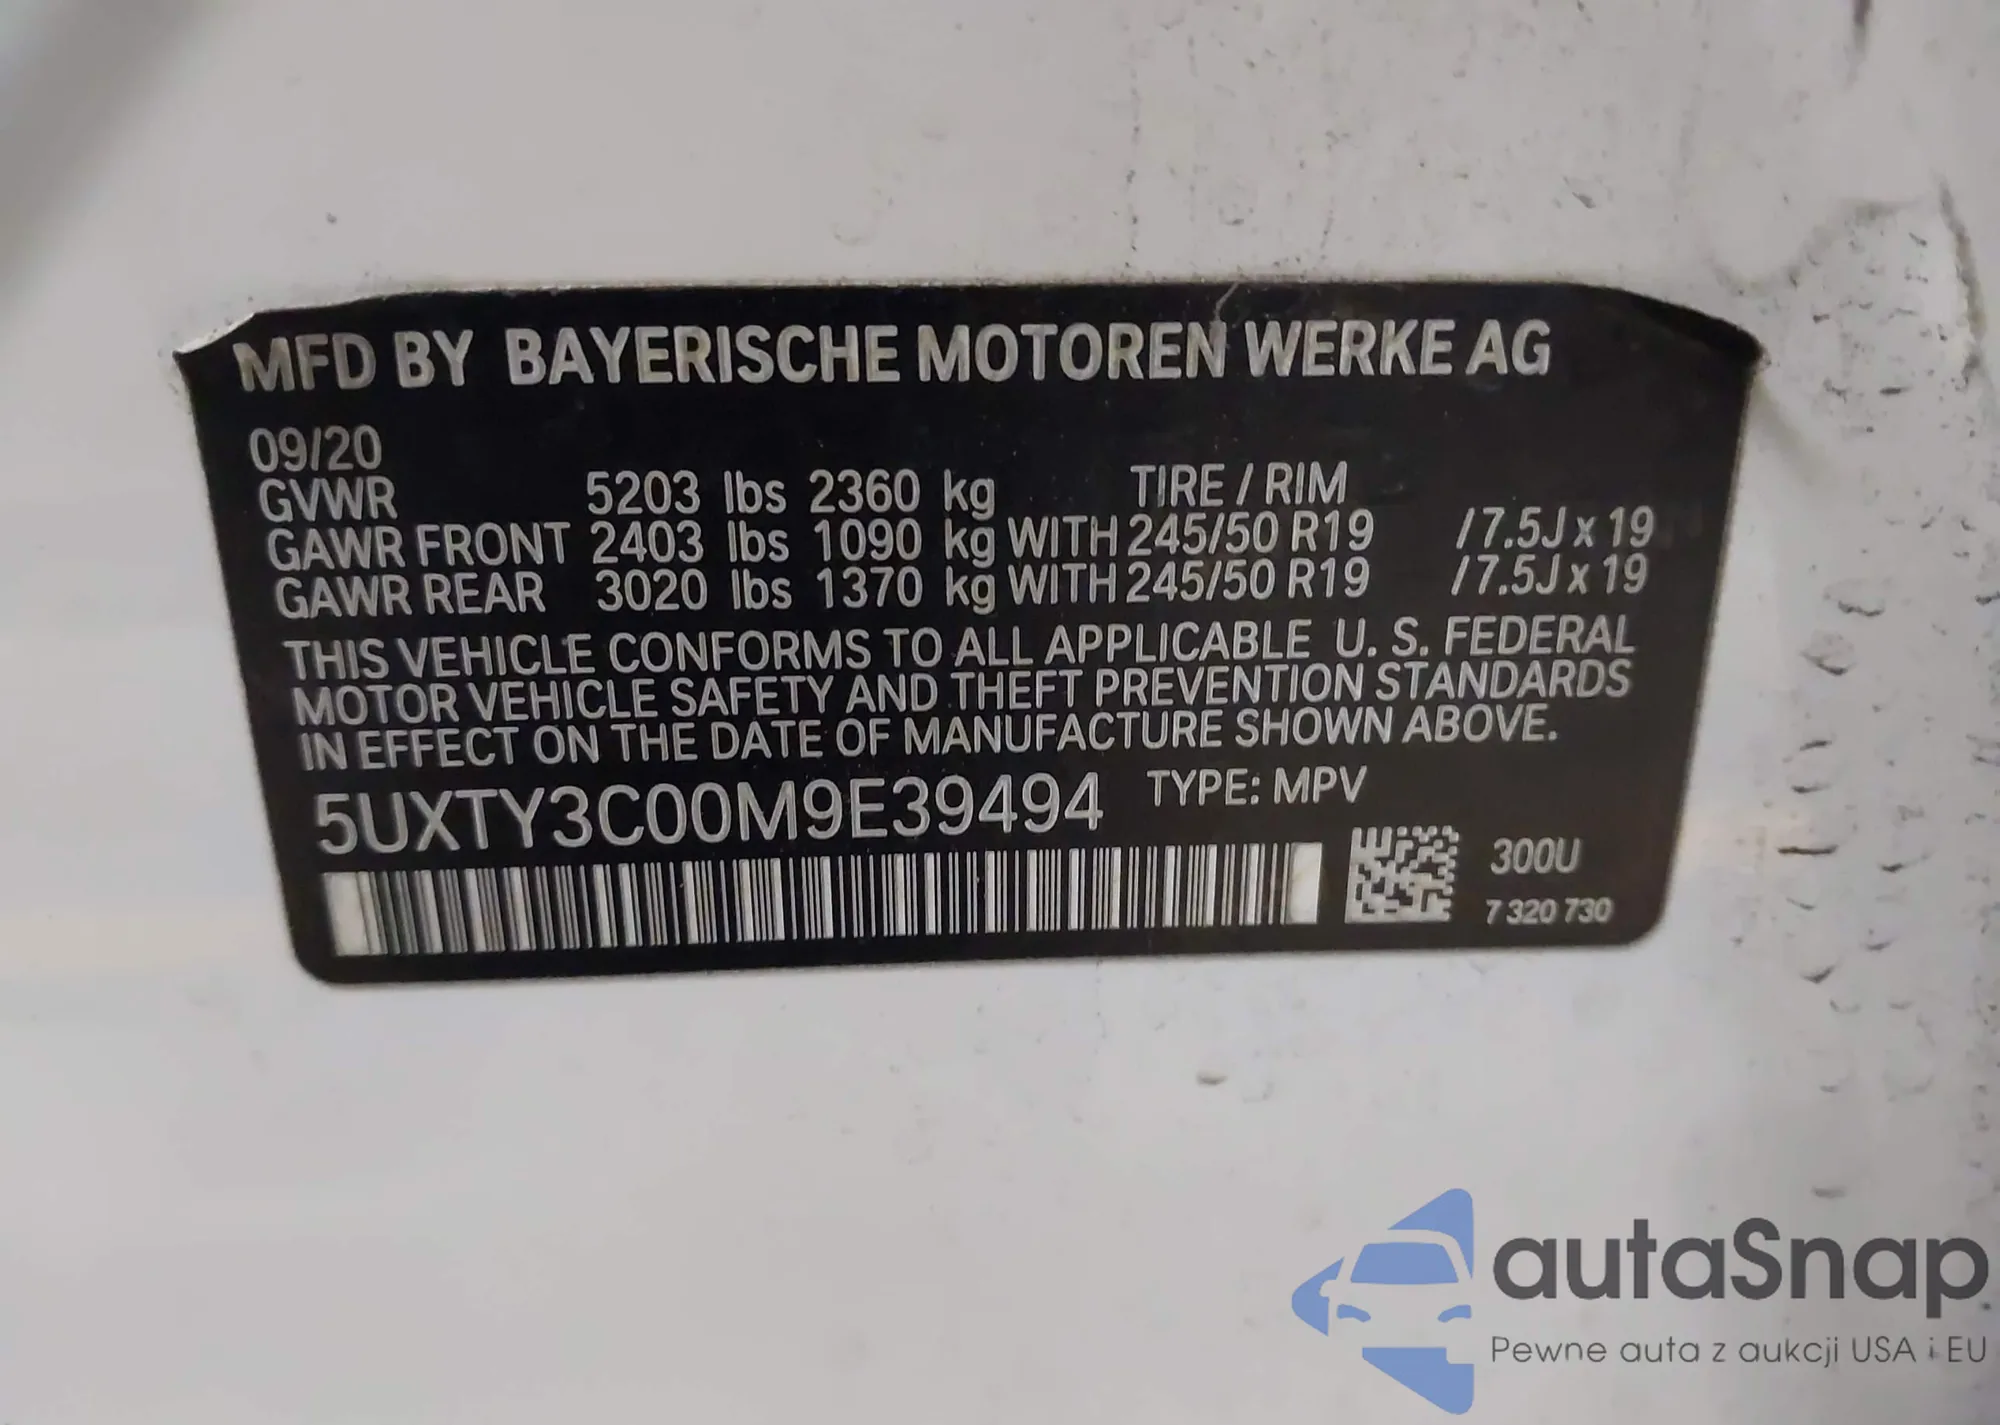 MFD BY BAYERISCHE MOTOREN WERKE AG
09/20
GVWR 5203 lbs 2360 kg TIRE / RIM
GAWR FRONT 2403 lbs 1090 kg WITH 245/50 R19 /7.5J x 19
GAWR REAR 3020 lbs 1370 kg WITH 245/50 R19 /7.5J x 19
THIS VEHICLE CONFORMS TO ALL APPLICABLE U. S. FEDERAL
MOTOR VEHICLE SAFETY AND THEFT PREVENTION STANDARDS
IN EFFECT ON THE DATE OF MANUFACTURE SHOWN ABOVE.
5UXTY3C00M9E39494 TYPE: MPV
300U
7 320 730
autaSnap
Pewne auta z aukcji USA i EU